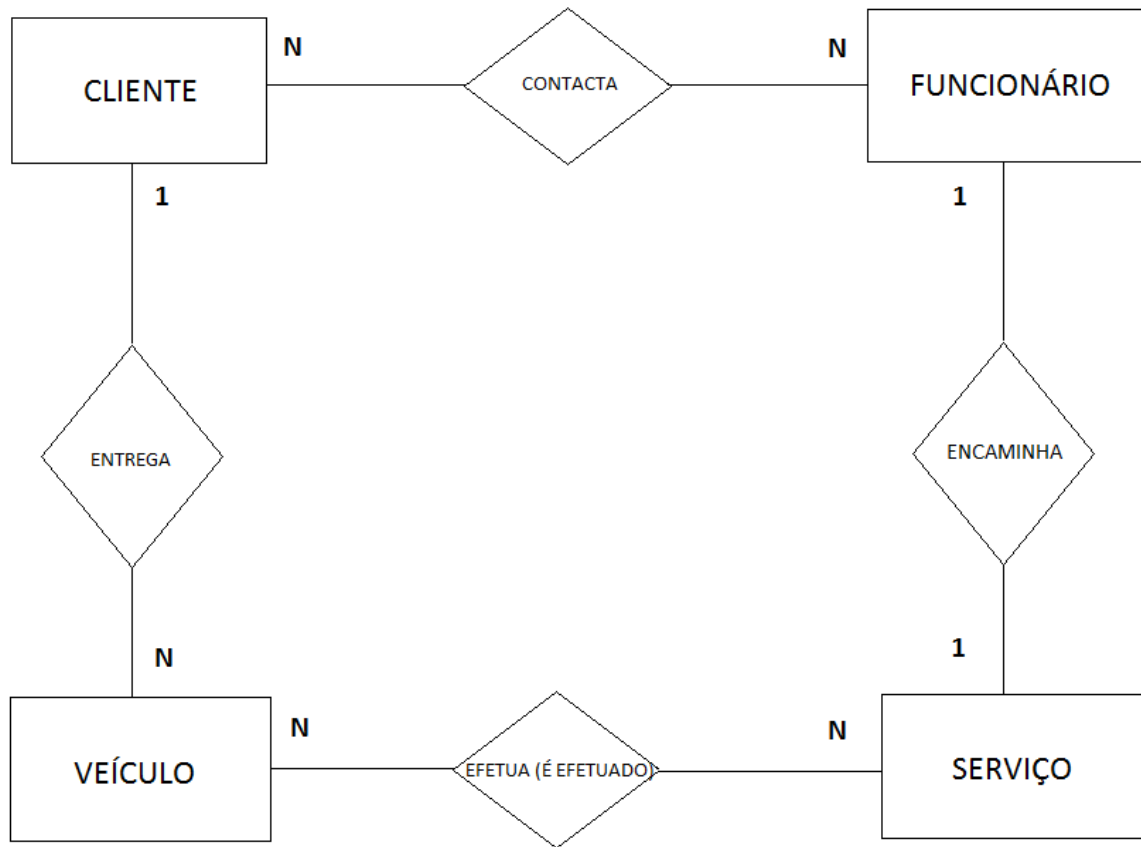 N
N
CLIENTE
CONTACTA
FUNCIONÁRIO
1
1
ENTREGA
ENCAMINHA
N
1
N
N
VEÍCULO
EFETUA (É EFETUADO)
SERVIÇO